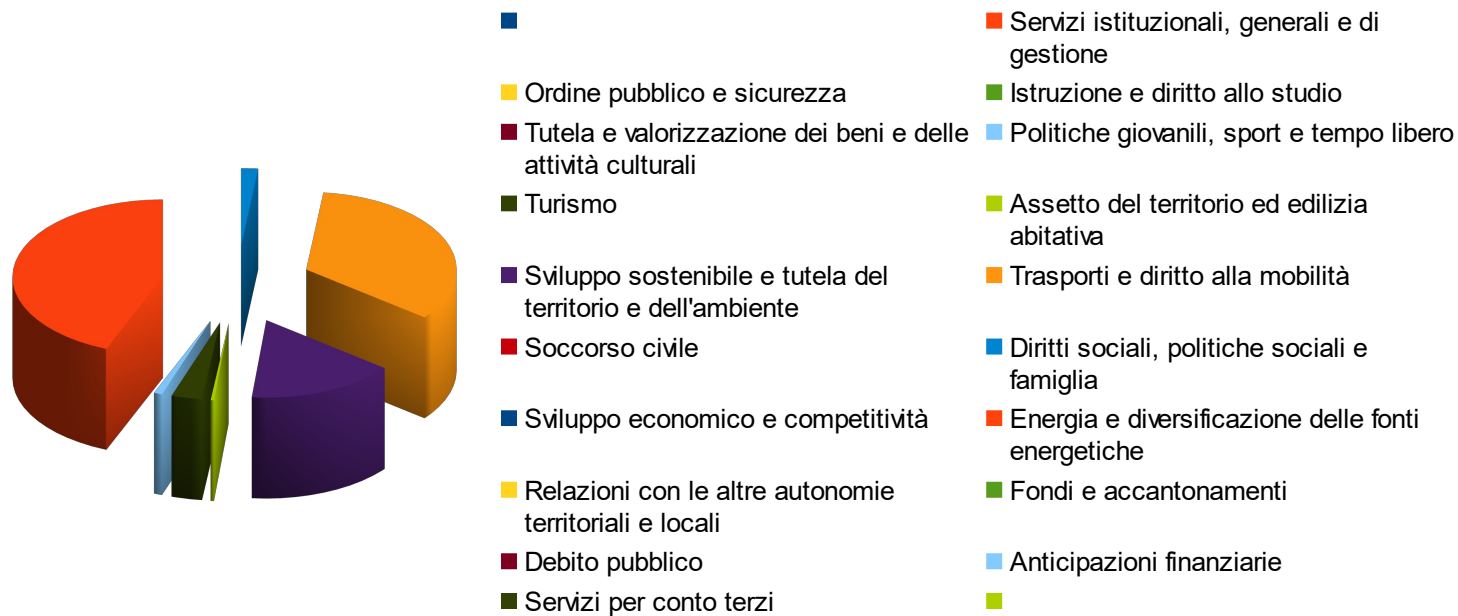 Servizi istituzionali, generali e di
gestione
Ordine pubblico e sicurezza
Istruzione e diritto allo studio
Tutela e valorizzazione dei beni e delle
attività culturali
Politiche giovanili, sport e tempo libero
Turismo
Assetto del territorio ed edilizia
abitativa
Sviluppo sostenibile e tutela del
territorio e dell'ambiente
Trasporti e diritto alla mobilità
Soccorso civile
Diritti sociali, politiche sociali e
famiglia
Sviluppo economico e competitività
Energia e diversificazione delle fonti
energetiche
Relazioni con le altre autonomie
territoriali e locali
Fondi e accantonamenti
Debito pubblico
Anticipazioni finanziarie
Servizi per conto terzi